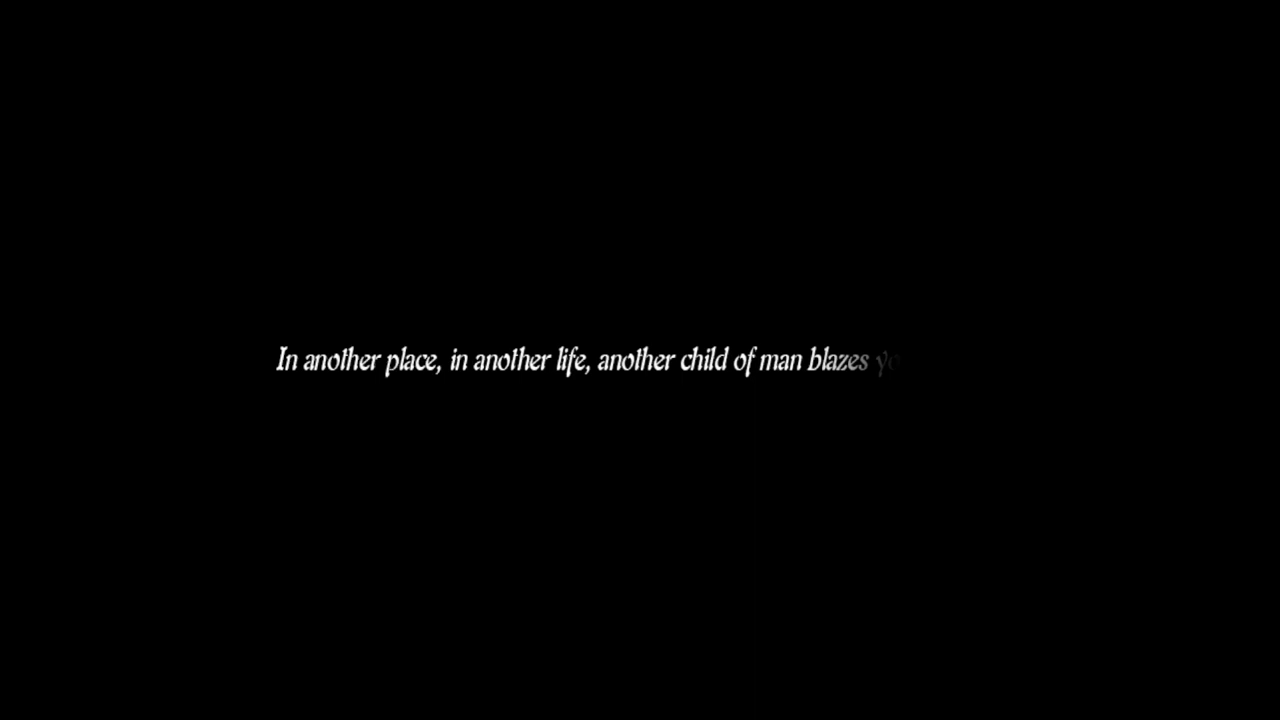 In another place, in another life, another child of man blazes